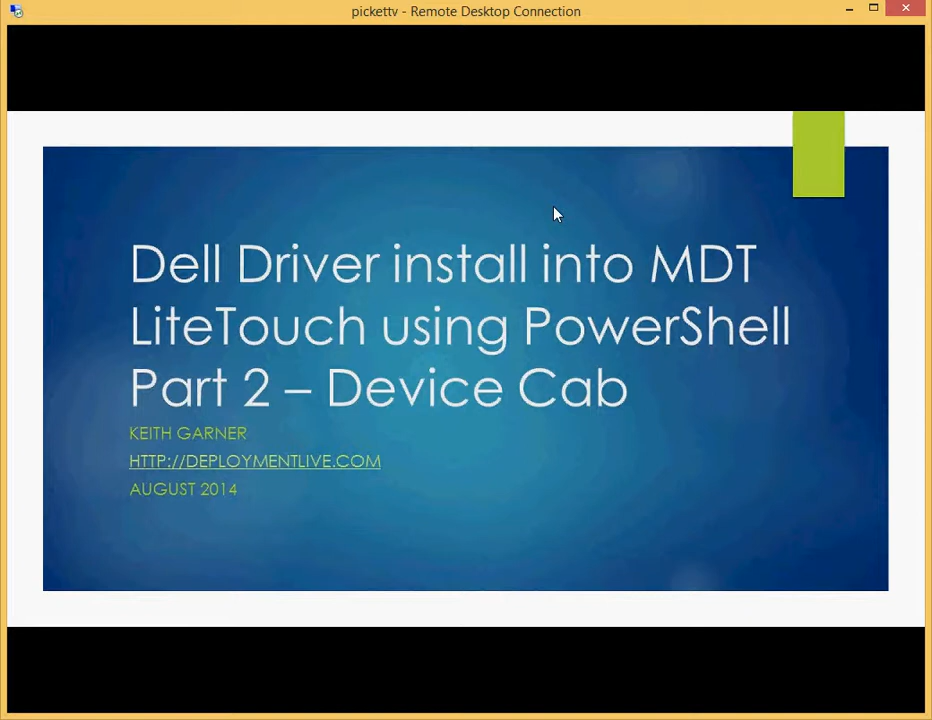 pickettv - Remote Desktop Connection
Dell Driver install into MDT
LiteTouch using PowerShell
Part 2 – Device Cab
KEITH GARNER
HTTP://DEPLOYMENTLIVE.COM
AUGUST 2014